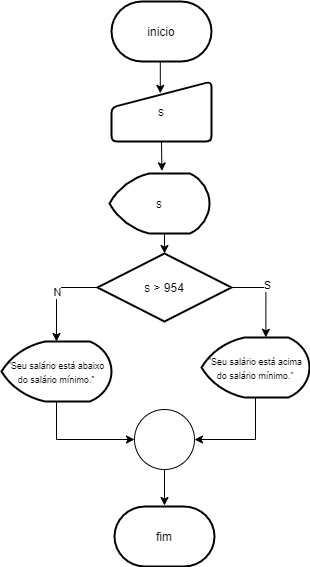 inicio
s
s
s > 954
N
S
"Seu salário está abaixo
do salário mínimo."
"Seu salário está acima
do salário mínimo."
fim